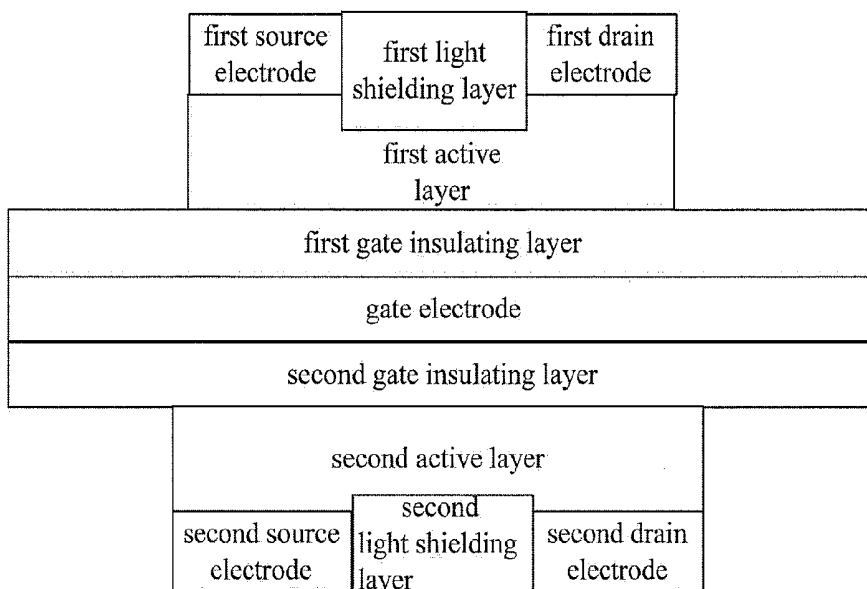 first source
electrode
first light
shielding layer
first drain
electrode
first active
layer
first gate insulating layer
gate electrode
second gate insulating layer
second active layer
second source
electrode
second
light shielding
layer
second drain
electrode